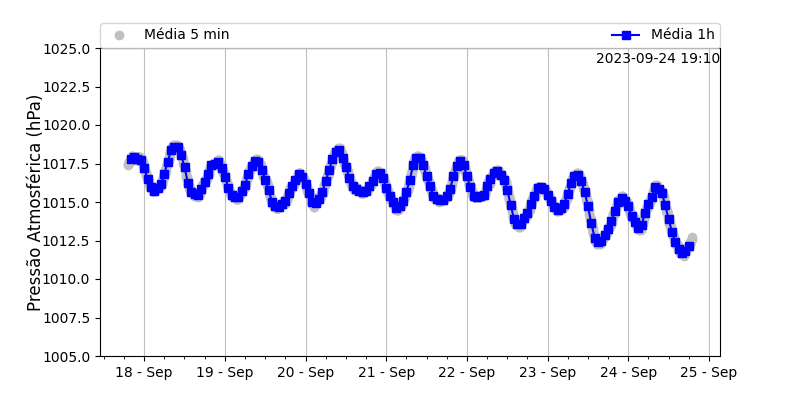 Média 5 min
Média 1h
2023-09-24 19:10
Pressão Atmosférica (hPa)
1025.0
1022.5
1020.0
1017.5
1015.0
1012.5
1010.0
1007.5
1005.0
18 - Sep
19 - Sep
20 - Sep
21 - Sep
22 - Sep
23 - Sep
24 - Sep
25 - Sep